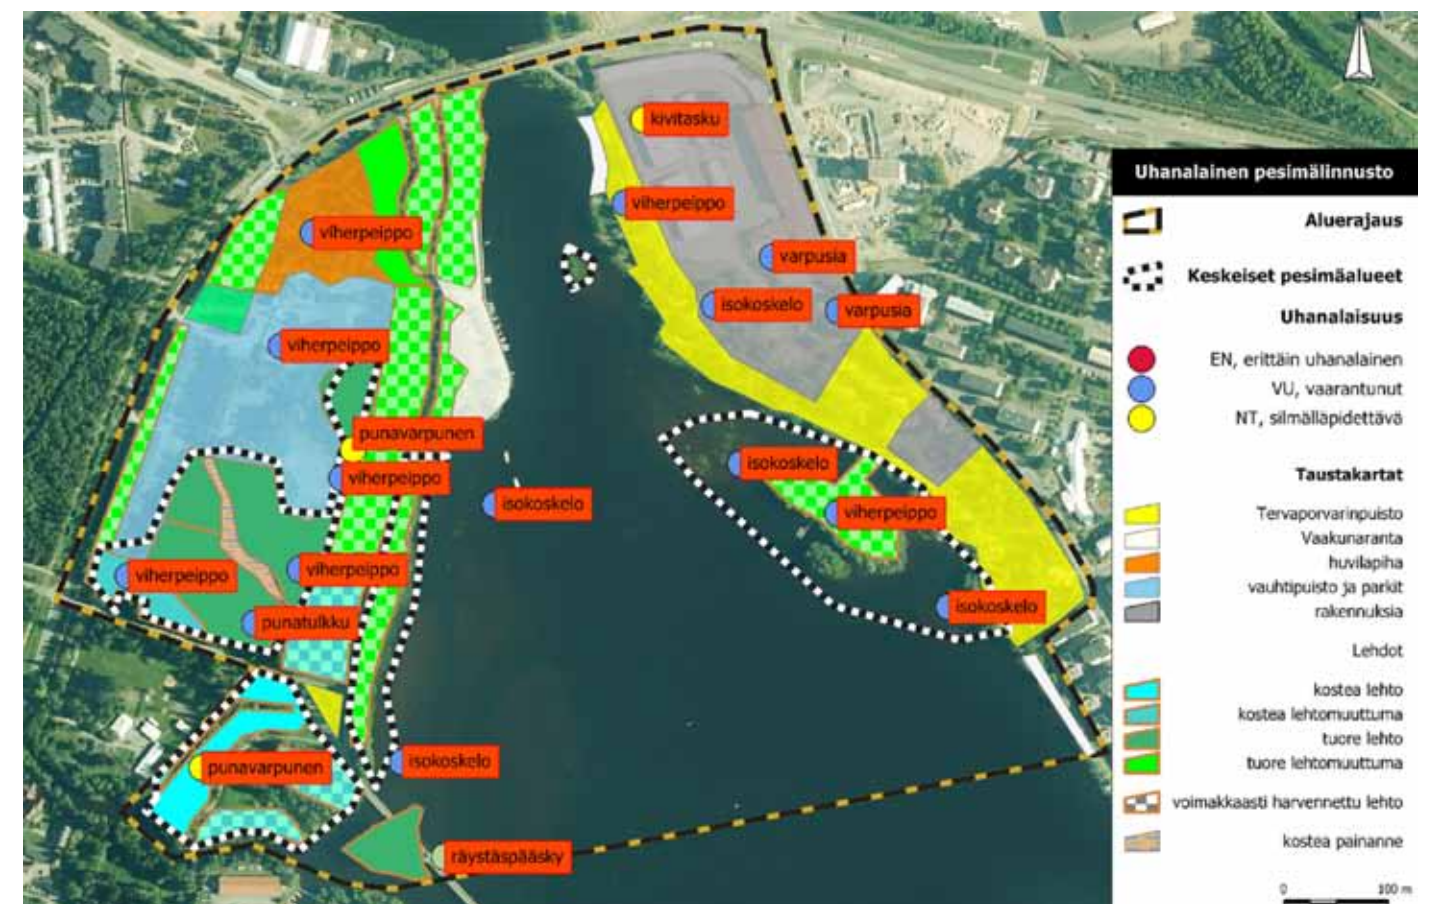 kivitasku
viherpeippo
viherpeippo
varpusia
isokoskelo
varpusia
viherpeippo
punavarpunen
isokoskelo
viherpeippo
isokoskelo
viherpeippo
viherpeippo
viherpeippo
isokoskelo
punatulkku
isokoskelo
punavarpunen
räystäspääsky
Uhanalainen pesimälinnusto
Aluerajaus
Keskeiset pesimäalueet
Uhanalaisuus
EN, erittäin uhanalainen
VU, vaarantunut
NT, silmälläpidettävä
Taustakartat
Tervaporvarinpuisto
Vaakunaranta
huvilapiha
vauhtipuisto ja parkit
rakennuksia
Lehdot
kostea lehto
kostea lehtomuuttuma
tuore lehto
tuore lehtomuuttuma
voimakkaasti harvennettu lehto
kostea painanne
0 100 m